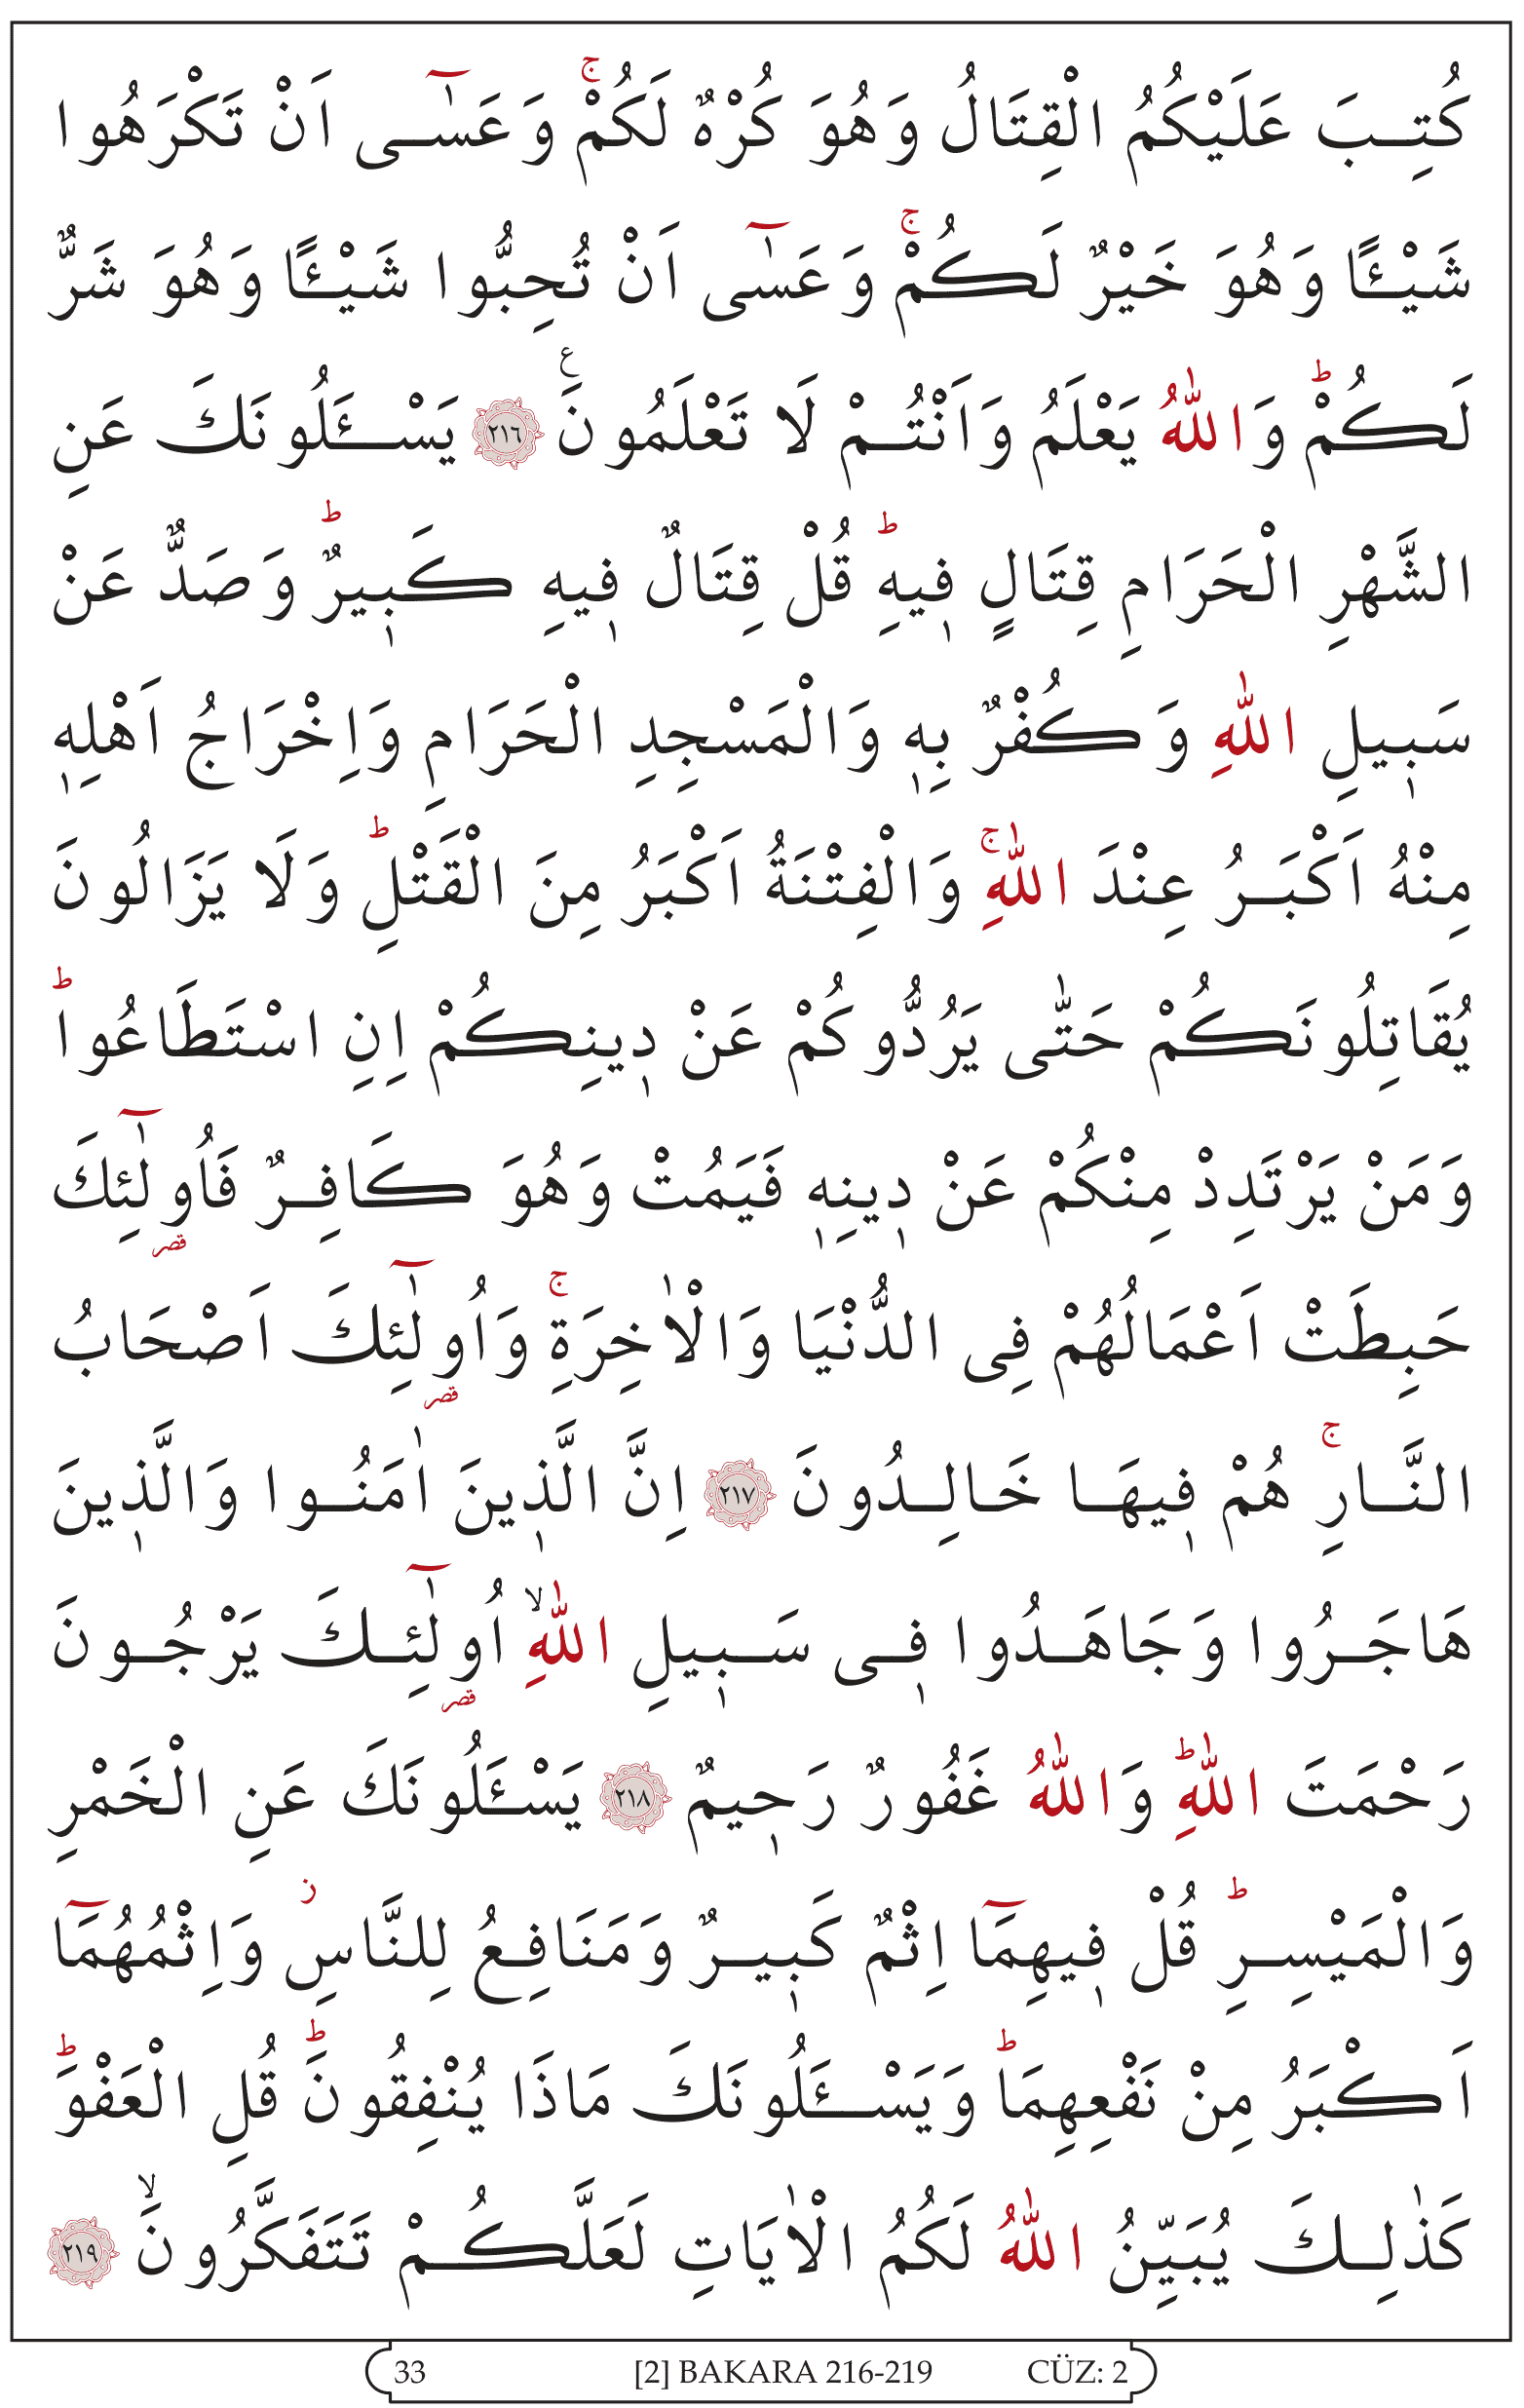 كُتِبَ عَلَيْكُمُ الْقِتَالُ وَهُوَ كُرْهٌ لَكُمْۚ وَعَسٰٓى اَنْ تَكْرَهُوا
شَيْـًٔا وَهُوَ خَيْرٌ لَكُمْۚ وَعَسٰٓى اَنْ تُحِبُّوا شَيْـًٔا وَهُوَ شَرٌّ
لَكُمْۜ وَاللّٰهُ يَعْلَمُ وَاَنْتُمْ لَا تَعْلَمُونَ۟ ﴿٢١٦﴾ يَسْـَٔلُونَكَ عَنِ
الشَّهْرِ الْحَرَامِ قِتَالٍ ف۪يهِۜ قُلْ قِتَالٌ ف۪يهِ كَب۪يرٌۜ وَصَدٌّ عَنْ
سَب۪يلِ اللّٰهِ وَكُفْرٌ بِه۪ وَالْمَسْجِدِ الْحَرَامِ وَاِخْرَاجُ اَهْلِه۪
مِنْهُ اَكْبَرُ عِنْدَ اللّٰهِۚ وَالْفِتْنَةُ اَكْبَرُ مِنَ الْقَتْلِۜ وَلَا يَزَالُونَ
يُقَاتِلُونَكُمْ حَتّٰى يَرُدُّوكُمْ عَنْ د۪ينِكُمْ اِنِ اسْتَطَاعُواۜ
وَمَنْ يَرْتَدِدْ مِنْكُمْ عَنْ د۪ينِه۪ فَيَمُتْ وَهُوَ كَافِرٌ فَاُو۬لٰٓئِكَ
حَبِطَتْ اَعْمَالُهُمْ فِى الدُّنْيَا وَالْاٰخِرَةِۚ وَاُو۬لٰٓئِكَ اَصْحَابُ
النَّارِۚ هُمْ ف۪يهَا خَالِدُونَ ﴿٢١٧﴾ اِنَّ الَّذ۪ينَ اٰمَنُوا وَالَّذ۪ينَ
هَاجَرُوا وَجَاهَدُوا ف۪ى سَب۪يلِ اللّٰهِۙ اُو۬لٰٓئِكَ يَرْجُونَ
رَحْمَتَ اللّٰهِۜ وَاللّٰهُ غَفُورٌ رَح۪يمٌ ﴿٢١٨﴾ يَسْـَٔلُونَكَ عَنِ الْخَمْرِ
وَالْمَيْسِرِۜ قُلْ ف۪يهِمَٓا اِثْمٌ كَب۪يرٌ وَمَنَافِعُ لِلنَّاسِۘ وَاِثْمُهُمَٓا
اَكْبَرُ مِنْ نَفْعِهِمَاۜ وَيَسْـَٔلُونَكَ مَاذَا يُنْفِقُونَۜ قُلِ الْعَفْوَۜ
كَذٰلِكَ يُبَيِّنُ اللّٰهُ لَكُمُ الْاٰيَاتِ لَعَلَّكُمْ تَتَفَكَّرُونَۙ ﴿٢١٩﴾
33 [2] BAKARA 216-219 CÜZ: 2